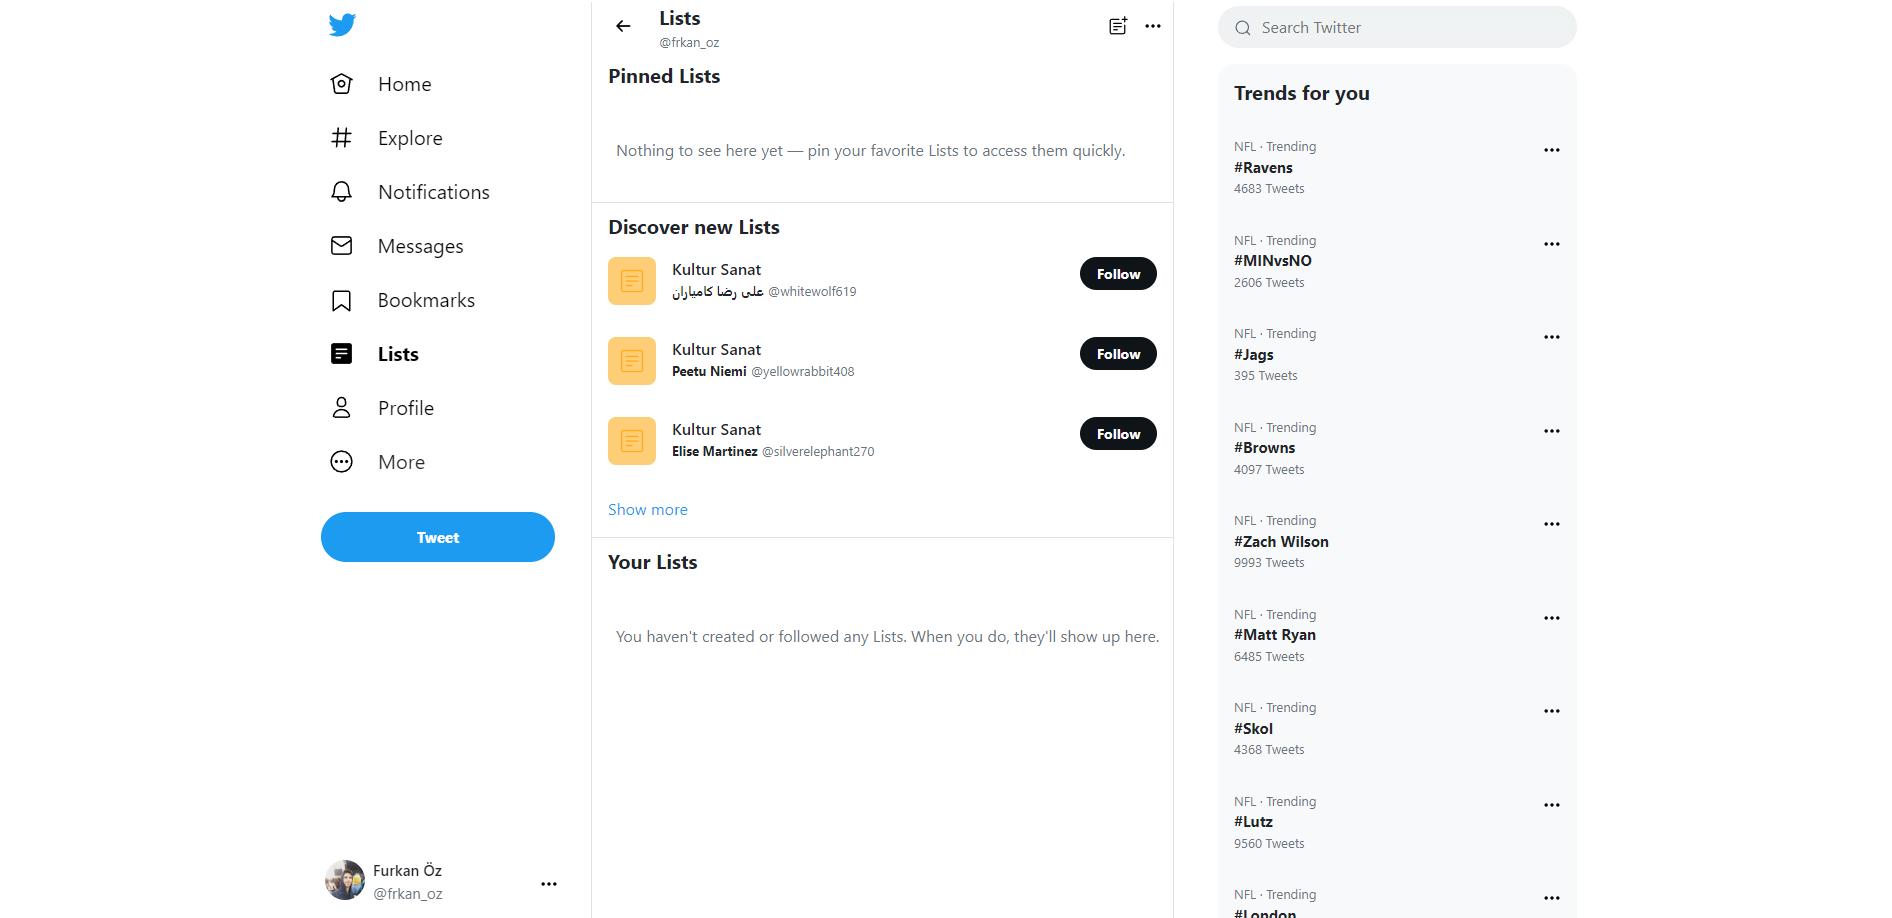 Home
Explore
Notifications
Messages
Bookmarks
Lists
Profile
More
Tweet
Furkan Öz
@frkan_oz
Lists
@frkan_oz
Pinned Lists
Nothing to see here yet — pin your favorite Lists to access them quickly.
Discover new Lists
Kultur Sanat
علی رضا کامیاران @whitewolf619
Follow
Kultur Sanat
Peetu Niemi @yellowrabbit408
Follow
Kultur Sanat
Elise Martinez @silverelephant270
Follow
Show more
Your Lists
You haven't created or followed any Lists. When you do, they'll show up here.
Search Twitter
Trends for you
NFL · Trending
#Ravens
4683 Tweets
NFL · Trending
#MINvsNO
2606 Tweets
NFL · Trending
#Jags
395 Tweets
NFL · Trending
#Browns
4097 Tweets
NFL · Trending
#Zach Wilson
9993 Tweets
NFL · Trending
#Matt Ryan
6485 Tweets
NFL · Trending
#Skol
4368 Tweets
NFL · Trending
#Lutz
9560 Tweets
NFL · Trending
#London